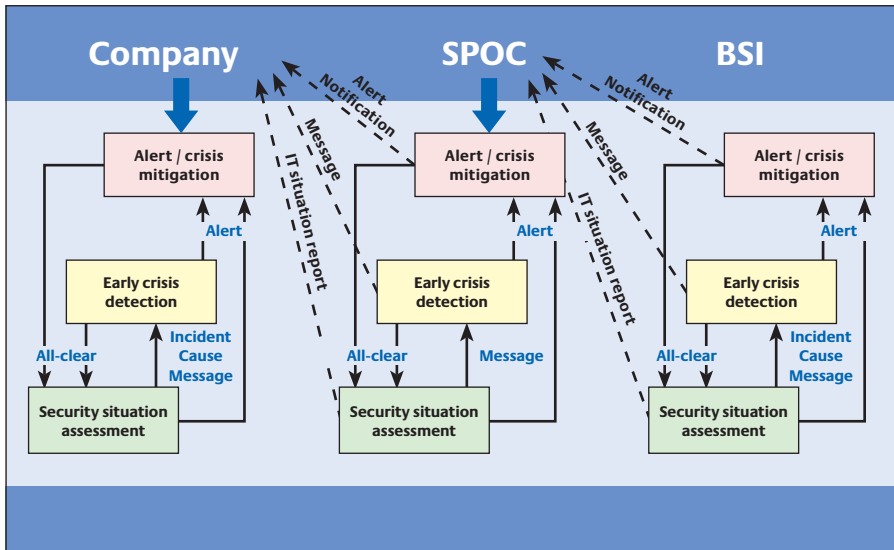 Company
SPOC
BSI
Alert
Notification
Message
IT situation report
Alert
Notification
Message
IT situation report
Alert / crisis
mitigation
Alert / crisis
mitigation
Alert / crisis
mitigation
Alert
Alert
Alert
Early crisis
detection
Early crisis
detection
Early crisis
detection
All-clear
Incident
Cause
Message
All-clear
Message
All-clear
Incident
Cause
Message
Security situation
assessment
Security situation
assessment
Security situation
assessment